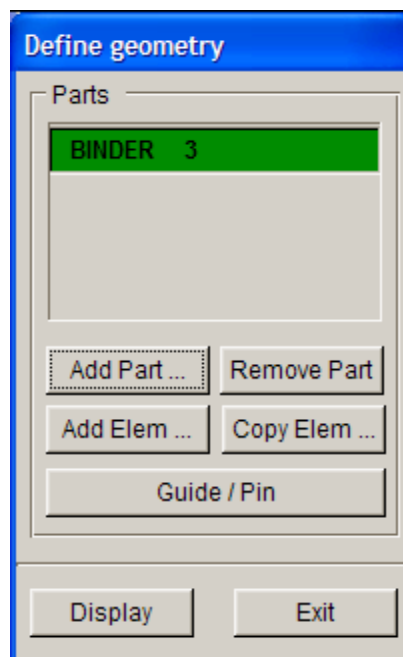 Define geometry
Parts
BINDER 3
Add Part ... Remove Part
Add Elem ... Copy Elem ...
Guide / Pin
Display Exit